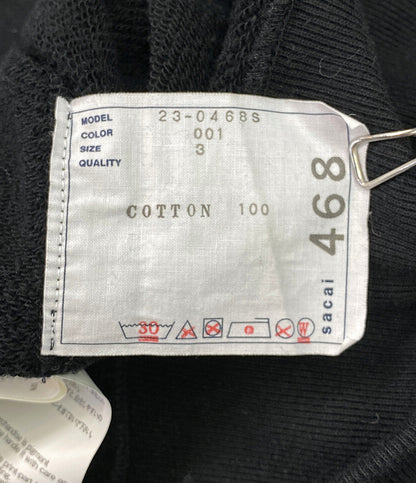 MODEL 23-0468S
COLOR 001
SIZE 3
QUALITY
COTTON 100
sacai 468
30
W